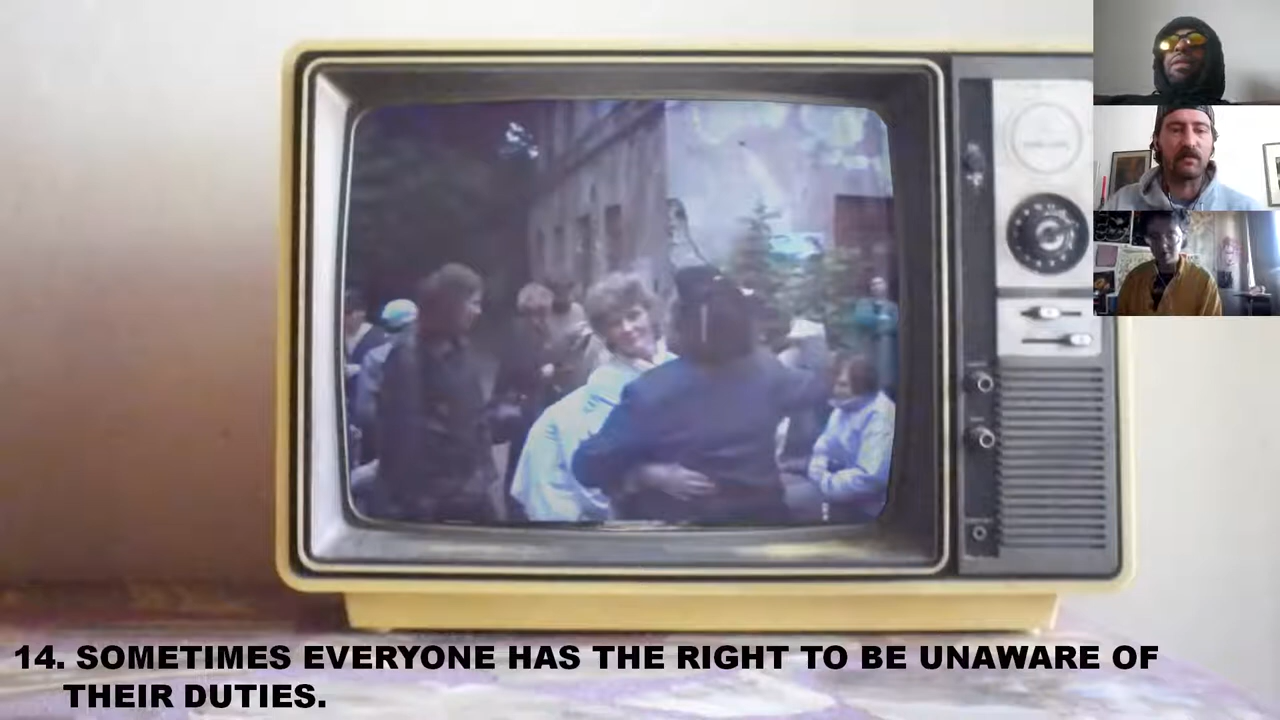 14. SOMETIMES EVERYONE HAS THE RIGHT TO BE UNAWARE OF
THEIR DUTIES.